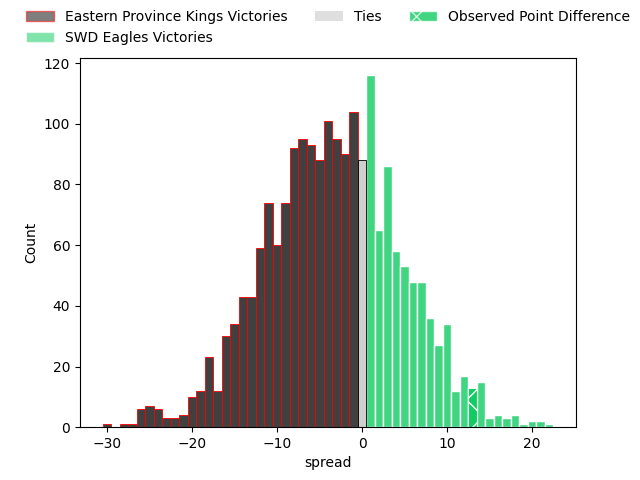 Eastern Province Kings Victories
SWD Eagles Victories
Ties
Observed Point Difference
Count
120
100
80
60
40
20
0
−30
−20
−10
0
10
20
spread